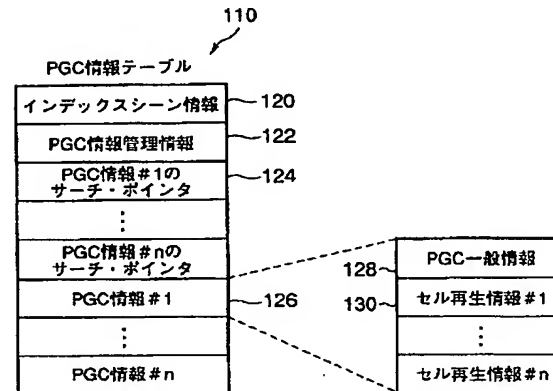 110
PGC情報テーブル
インデックスシーン情報
120
PGC情報管理情報
122
PGC情報#1の
サーチ・ポインタ
124
⋮
PGC情報#nの
サーチ・ポインタ
PGC情報#1
126
⋮
PGC情報#n
128
PGC一般情報
130
セル再生情報#1
⋮
セル再生情報#n